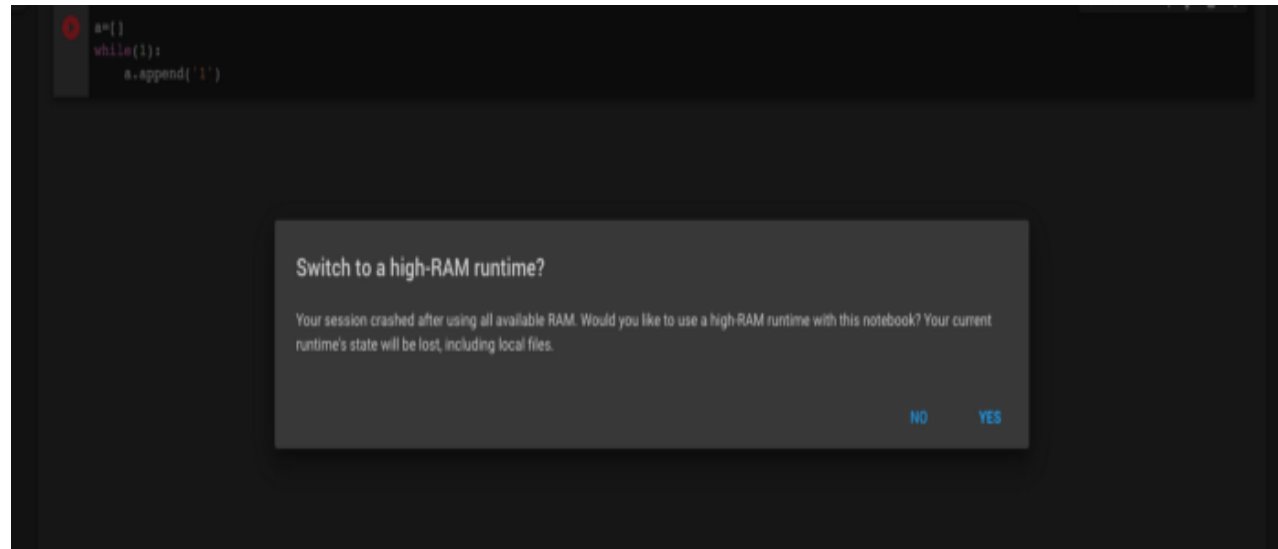 a=[]
while(1):
    a.append('1')
Switch to a high-RAM runtime?
Your session crashed after using all available RAM. Would you like to use a high-RAM runtime with this notebook? Your current
runtime's state will be lost, including local files.
NO YES